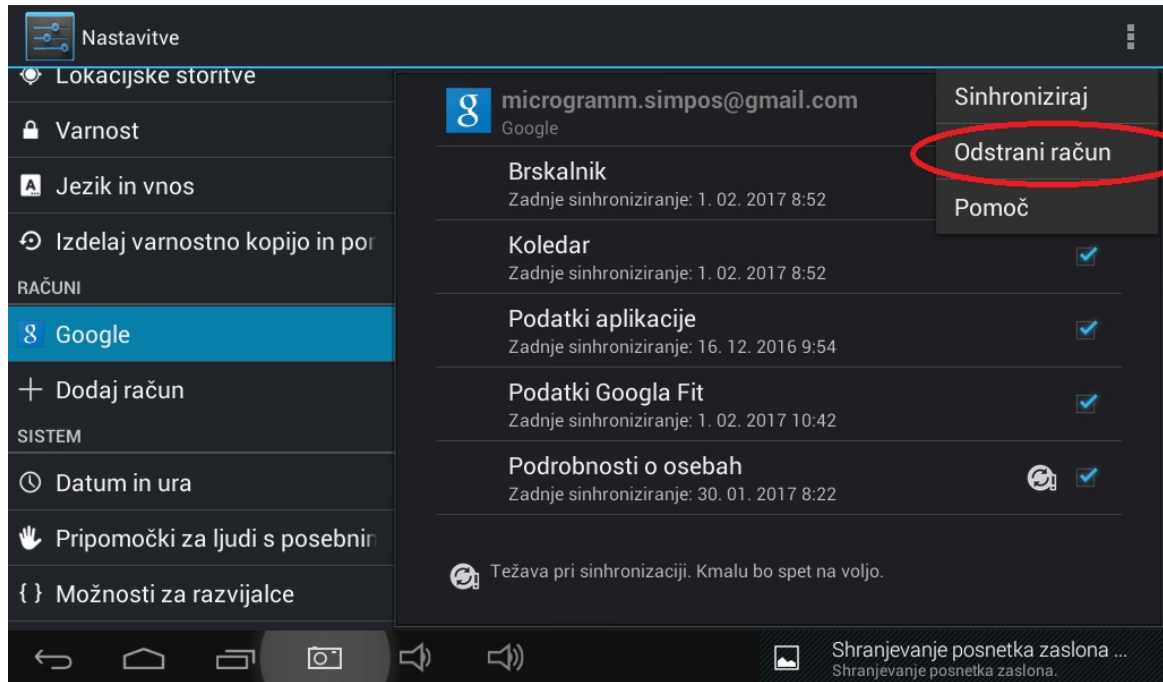 Nastavitve
Lokacijske storitve
Varnost
Jezik in vnos
Izdelaj varnostno kopijo in por
RAČUNI
Google
Dodaj račun
SISTEM
Datum in ura
Pripomočki za ljudi s posebnin
{ } Možnosti za razvijalce
microgramm.simpos@gmail.com
Google
Brskalnik
Zadnje sinhroniziranje: 1. 02. 2017 8:52
Koledar
Zadnje sinhroniziranje: 1. 02. 2017 8:52
Podatki aplikacije
Zadnje sinhroniziranje: 16. 12. 2016 9:54
Podatki Googla Fit
Zadnje sinhroniziranje: 1. 02. 2017 10:42
Podrobnosti o osebah
Zadnje sinhroniziranje: 30. 01. 2017 8:22
Težava pri sinhronizaciji. Kmalu bo spet na voljo.
Sinhroniziraj
Odstrani račun
Pomoč
Shranjevanje posnetka zaslona ...
Shranjevanje posnetka zaslona.